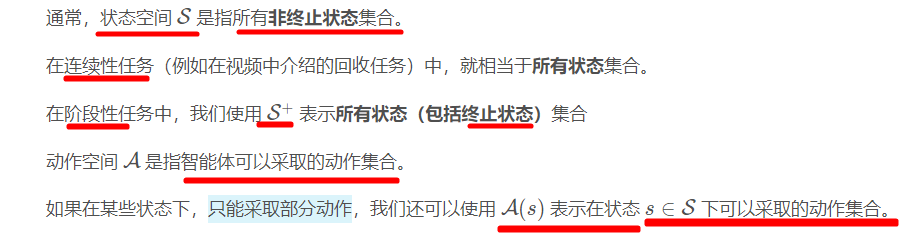 通常，状态空间 𝒮 是指所有非终止状态集合。
在连续性任务（例如在视频中介绍的回收任务）中，就相当于所有状态集合。
在阶段性任务中，我们使用 𝒮⁺ 表示所有状态（包括终止状态）集合
动作空间 𝒜 是指智能体可以采取的动作集合。
如果在某些状态下，只能采取部分动作，我们还可以使用 𝒜(s) 表示在状态 s ∈ 𝒮 下可以采取的动作集合。